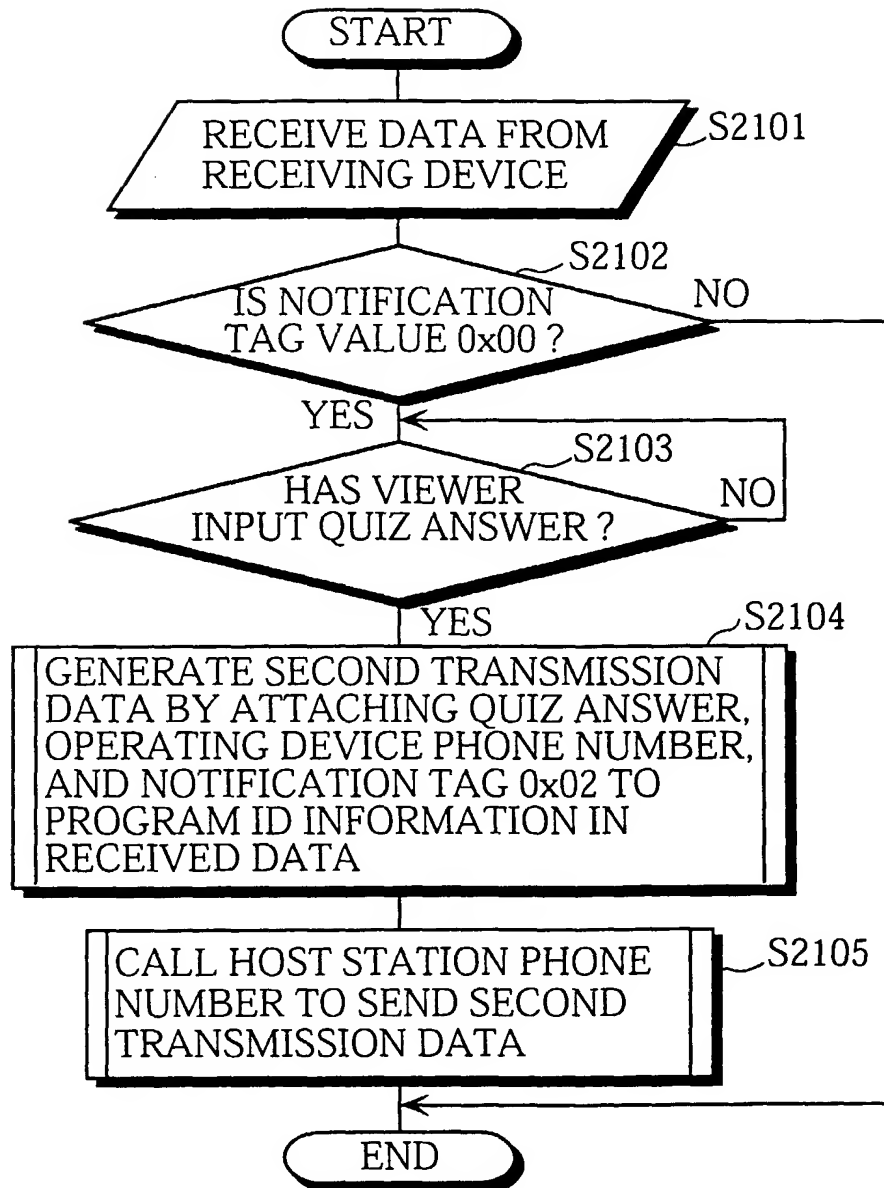 START
RECEIVE DATA FROM
RECEIVING DEVICE
S2101
S2102
IS NOTIFICATION
TAG VALUE 0x00 ?
NO
YES
S2103
HAS VIEWER
INPUT QUIZ ANSWER ?
NO
YES
S2104
GENERATE SECOND TRANSMISSION
DATA BY ATTACHING QUIZ ANSWER,
OPERATING DEVICE PHONE NUMBER,
AND NOTIFICATION TAG 0x02 TO
PROGRAM ID INFORMATION IN
RECEIVED DATA
S2105
CALL HOST STATION PHONE
NUMBER TO SEND SECOND
TRANSMISSION DATA
END